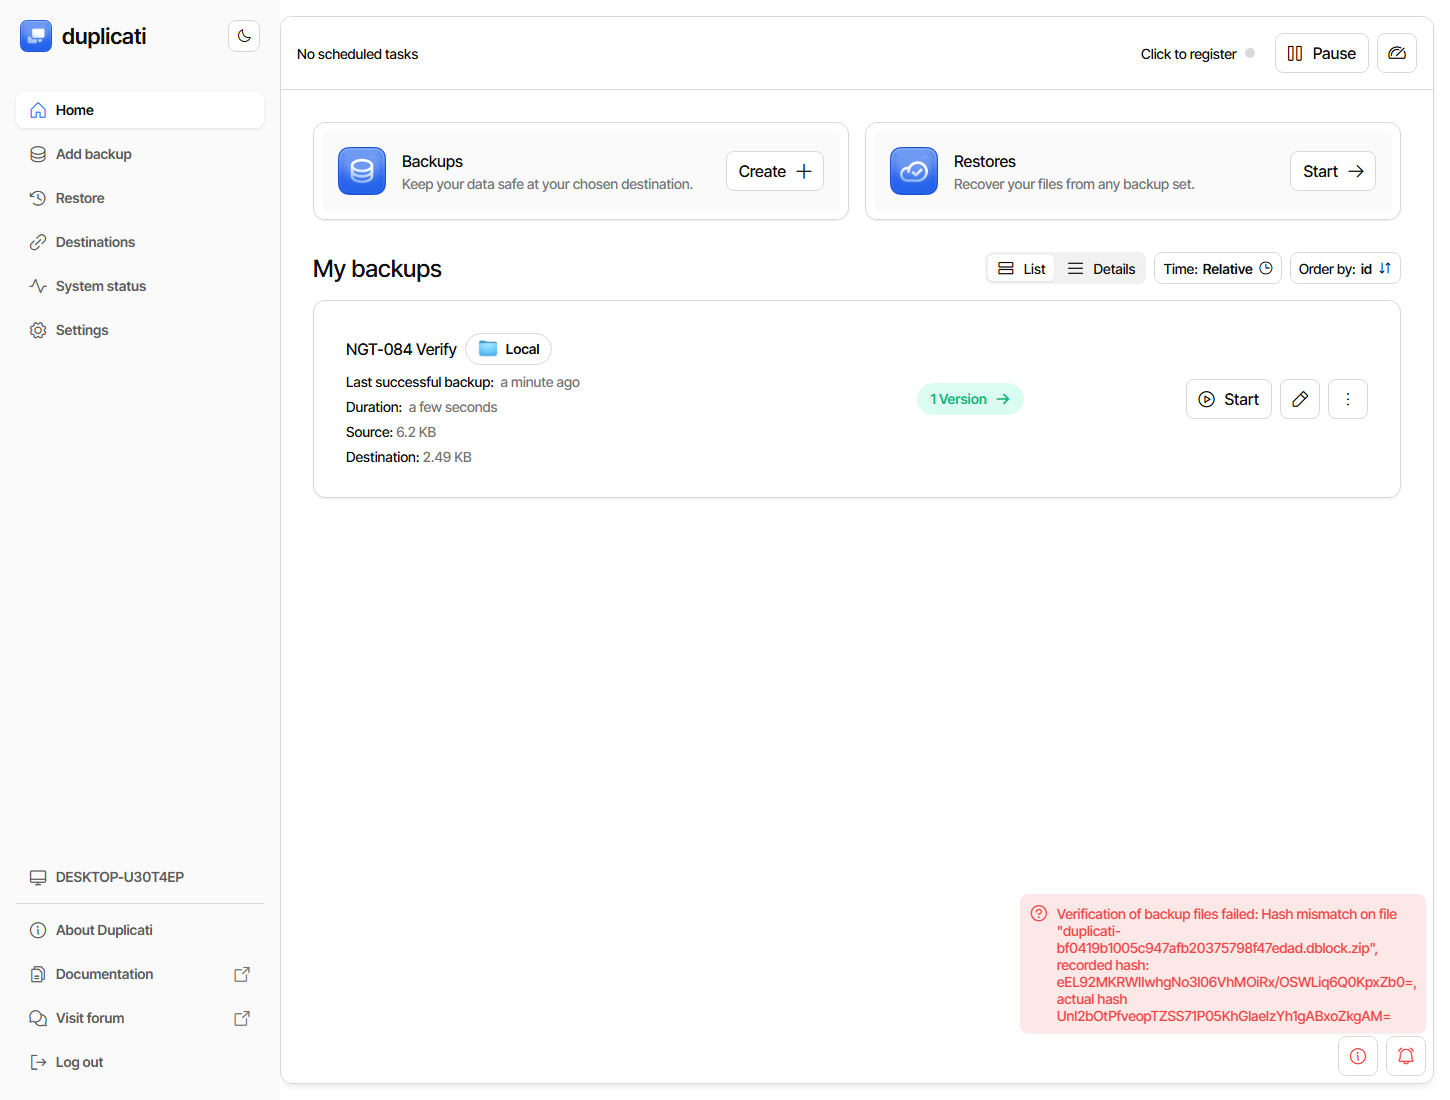 duplicati
Home
Add backup
Restore
Destinations
System status
Settings
DESKTOP-U30T4EP
About Duplicati
Documentation
Visit forum
Log out
No scheduled tasks
Click to register
Pause
Backups
Keep your data safe at your chosen destination.
Create
Restores
Recover your files from any backup set.
Start
My backups
List
Details
Time: Relative
Order by: id
NGT-084 Verify
Local
Last successful backup: a minute ago
Duration: a few seconds
Source: 6.2 KB
Destination: 2.49 KB
1 Version
Start
Verification of backup files failed: Hash mismatch on file
"duplicati-
bf0419b1005c947afb20375798f47edad.dblock.zip",
recorded hash:
eEL92MKRWIlwhgNo3l06VhMOiRx/OSWLiq6Q0KpxZb0=,
actual hash
Unl2bOtPfveopTZSS71P05KhGlaelzYh1gABxoZkgAM=